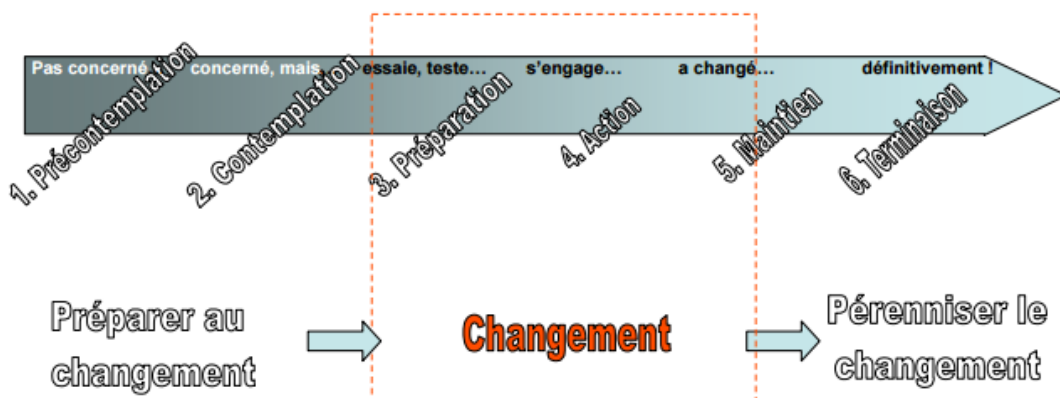 Pas concerné
concerné, mais
essaie, teste…
s'engage…
a changé…
définitivement !
1. Précontemplation
2. Contemplation
3. Préparation
4. Action
5. Maintien
6. Terminaison
Préparer au
changement
Changement
Pérenniser le
changement